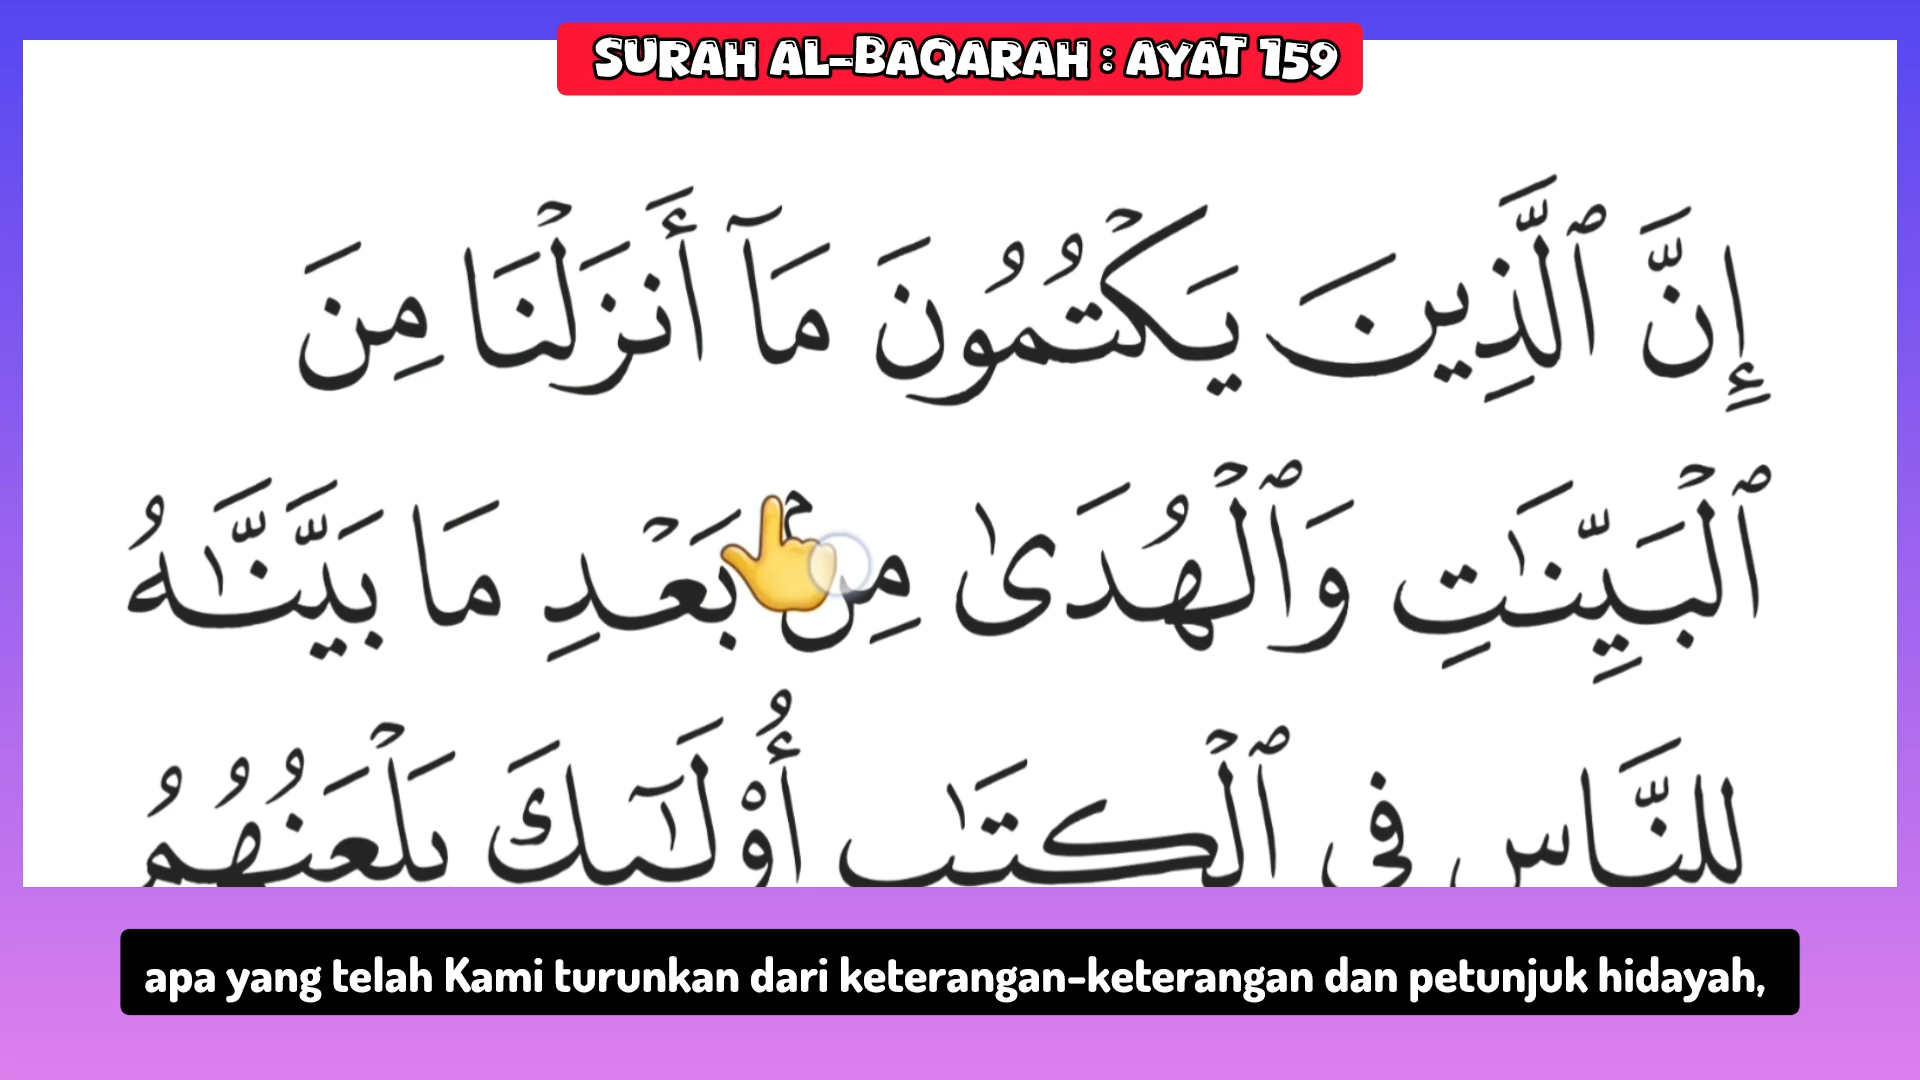 SURAH AL-BAQARAH : AYAT 159
إِنَّ ٱلَّذِينَ يَكْتُمُونَ مَآ أَنزَلْنَا مِنَ
ٱلْبَيِّنَٰتِ وَٱلْهُدَىٰ مِنۢ بَعْدِ مَا بَيَّنَّٰهُ
لِلنَّاسِ فِى ٱلْكِتَٰبِ أُو۟لَٰٓئِكَ يَلْعَنُهُمُ
apa yang telah Kami turunkan dari keterangan-keterangan dan petunjuk hidayah,